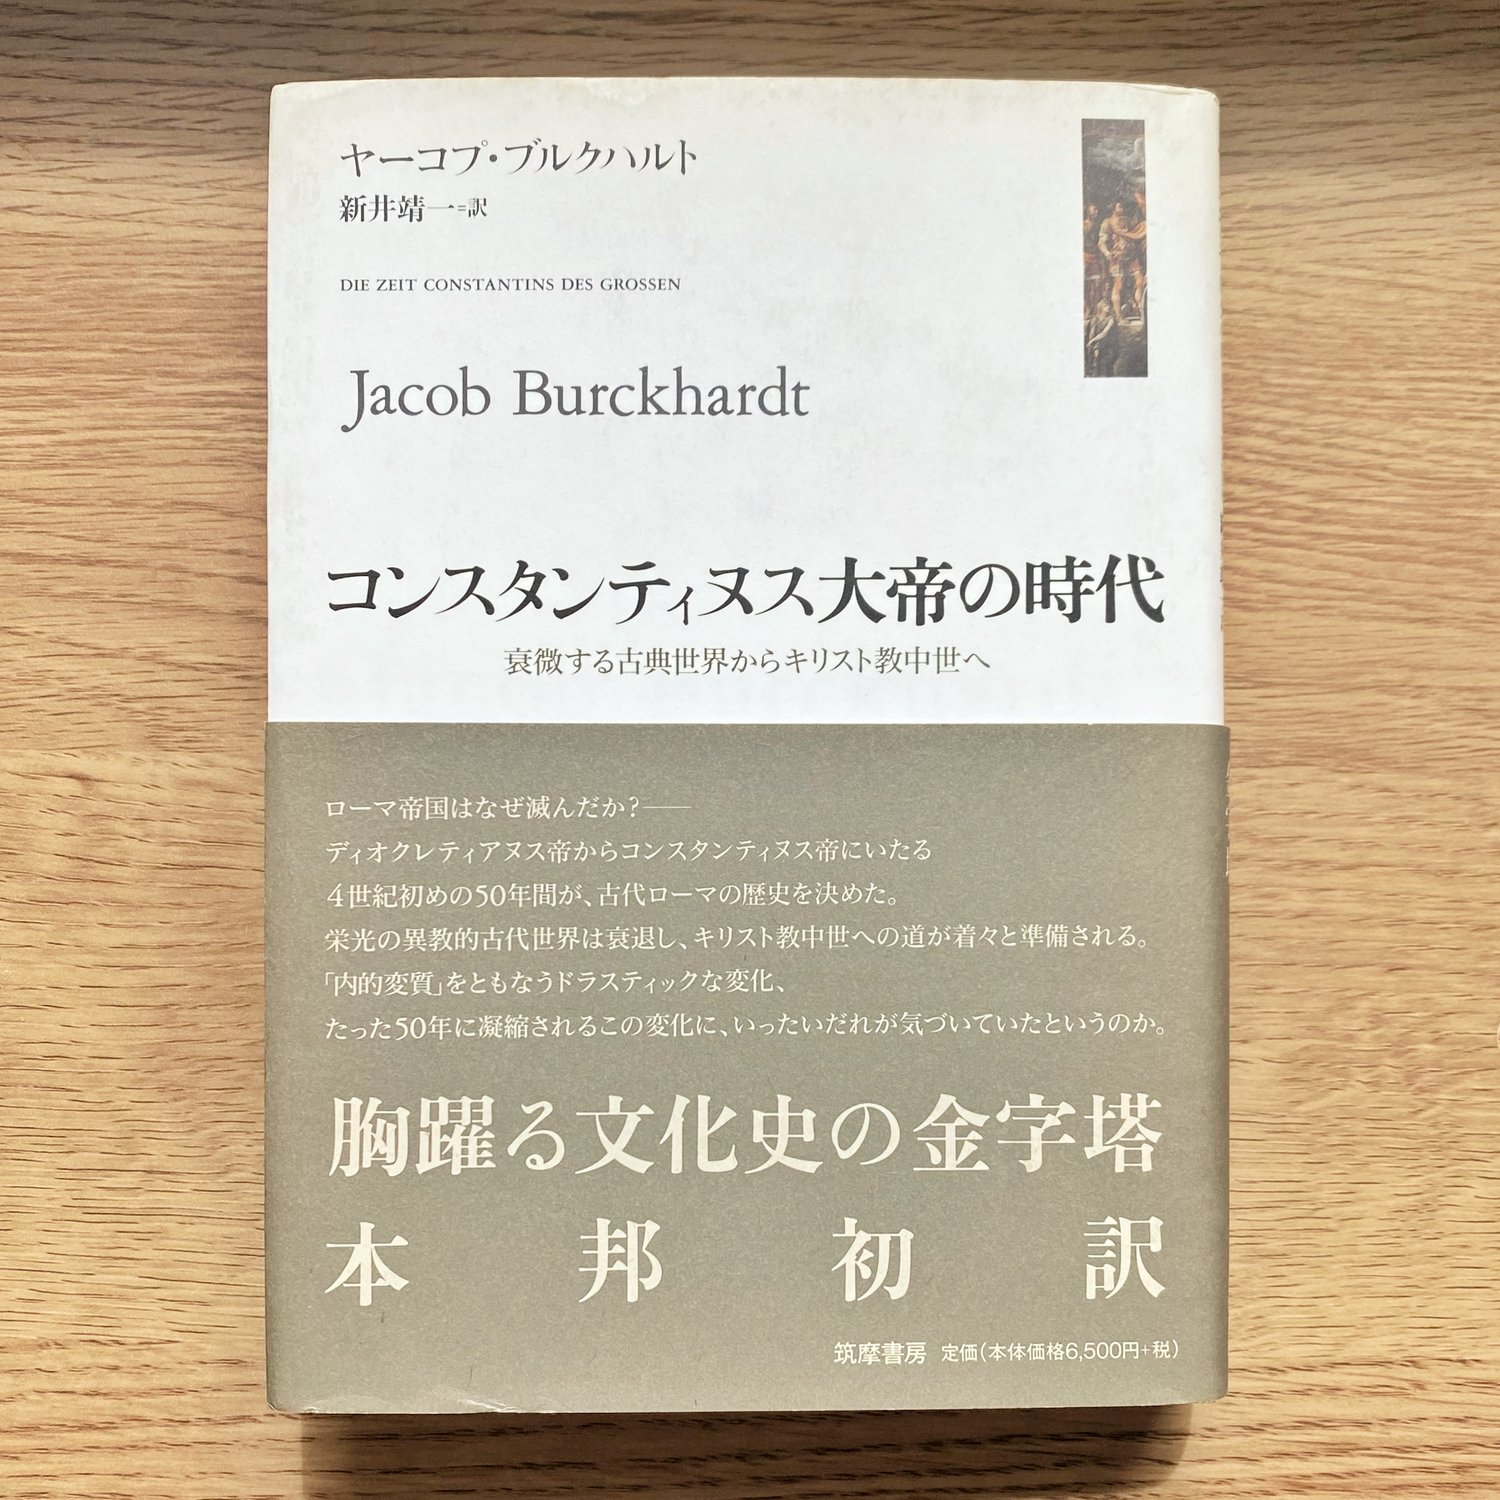 ヤーコプ・ブルクハルト
新井靖一=訳
DIE ZEIT CONSTANTINS DES GROSSEN
Jacob Burckhardt
コンスタンティヌス大帝の時代
衰微する古典世界からキリスト教中世へ
ローマ帝国はなぜ滅んだか?――
ディオクレティアヌス帝からコンスタンティヌス帝にいたる
4世紀初めの50年間が、古代ローマの歴史を決めた。
栄光の異教的古代世界は衰退し、キリスト教中世への道が着々と準備される。
「内的変質」をともなうドラスティックな変化、
たった50年に凝縮されるこの変化に、いったいだれが気づいていたというのか。
胸躍る文化史の金字塔
本邦初訳
筑摩書房 定価(本体価格6,500円+税)